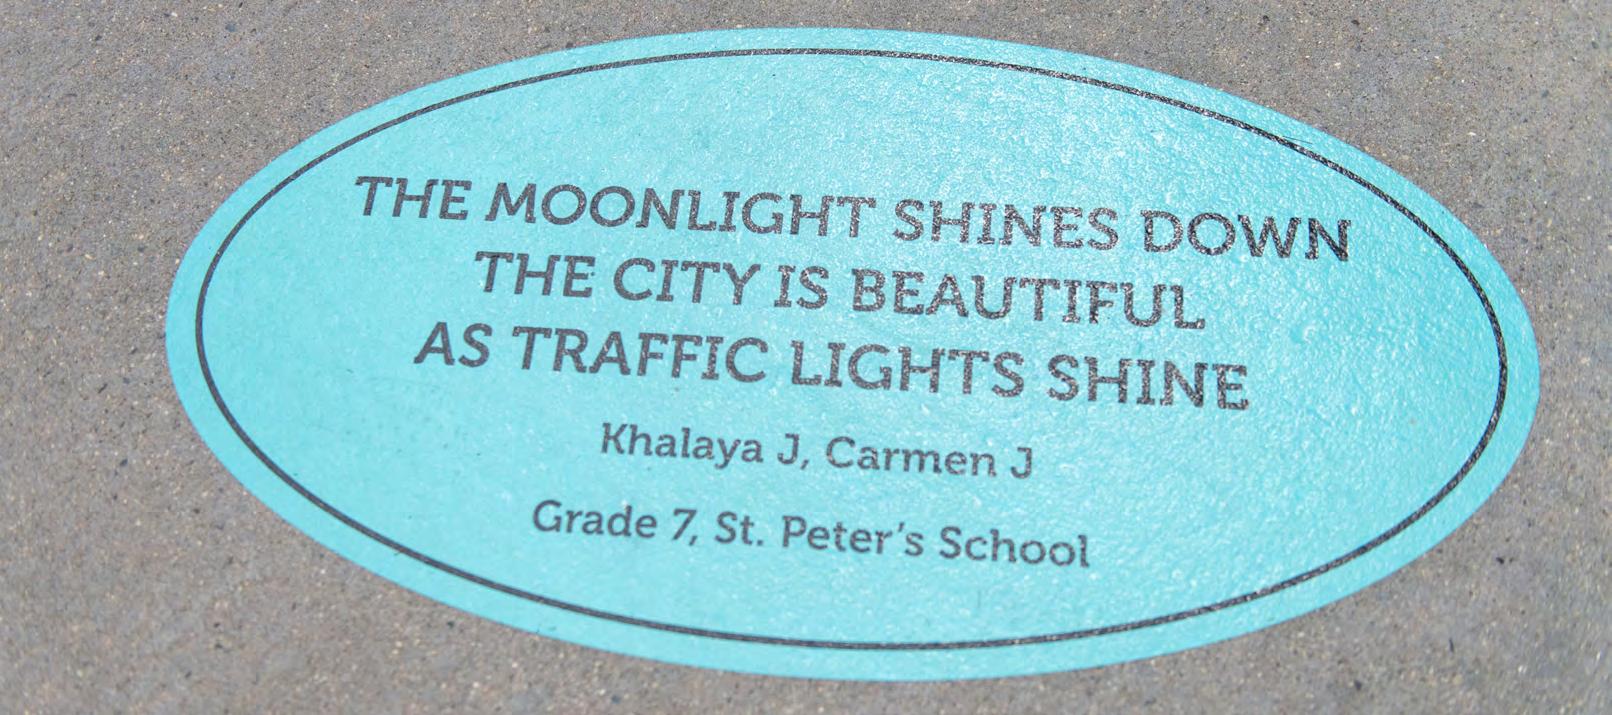 THE MOONLIGHT SHINES DOWN
THE CITY IS BEAUTIFUL
AS TRAFFIC LIGHTS SHINE
Khalaya J, Carmen J
Grade 7, St. Peter's School